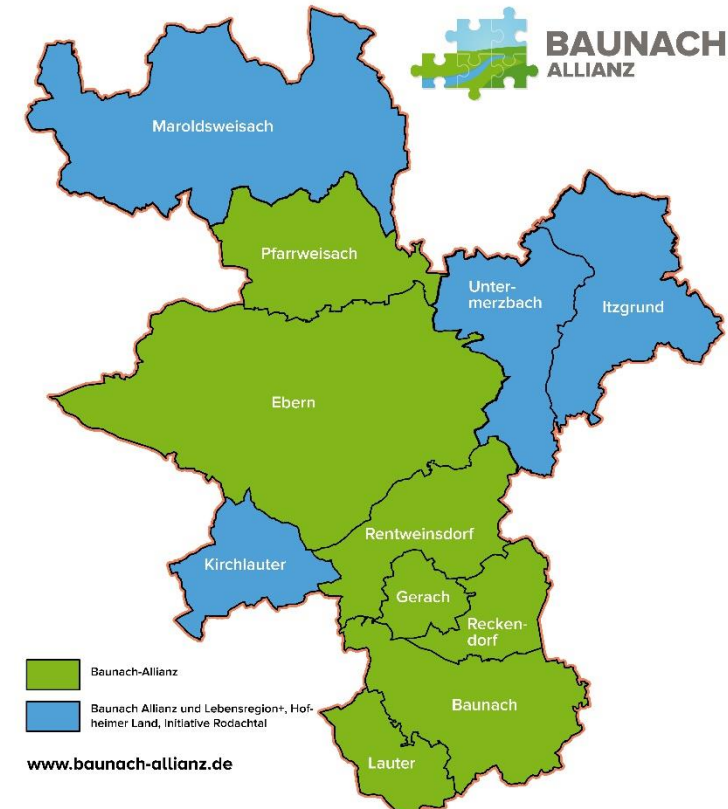 BAUNACH
ALLIANZ
Maroldsweisach
Pfarrweisach
Unter-
merzbach
Itzgrund
Ebern
Rentweinsdorf
Kirchlauter
Gerach
Recken-
dorf
Baunach
Lauter
Baunach-Allianz
Baunach Allianz und Lebensregion+, Hof-
heimer Land, Initiative Rodachtal
www.baunach-allianz.de